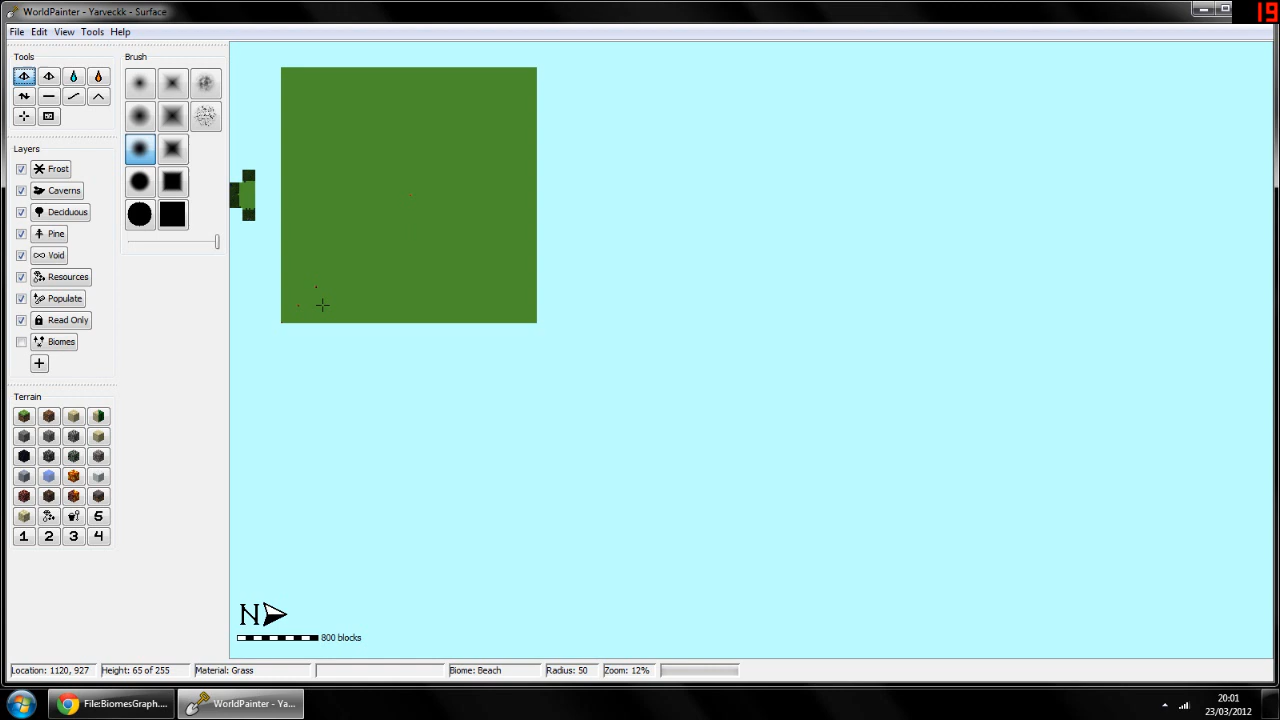 WorldPainter - Yarveckk - Surface
19
File Edit View Tools Help
Tools
Brush
Layers
Frost
Caverns
Deciduous
Pine
Void
Resources
Populate
Read Only
Biomes
Terrain
5
1 2 3 4
N
800 blocks
Location: 1120, 927 Height: 65 of 255 Material: Grass Biome: Beach Radius: 50 Zoom: 12%
File:BiomesGraph.... WorldPainter - Ya...
20:01
23/03/2012